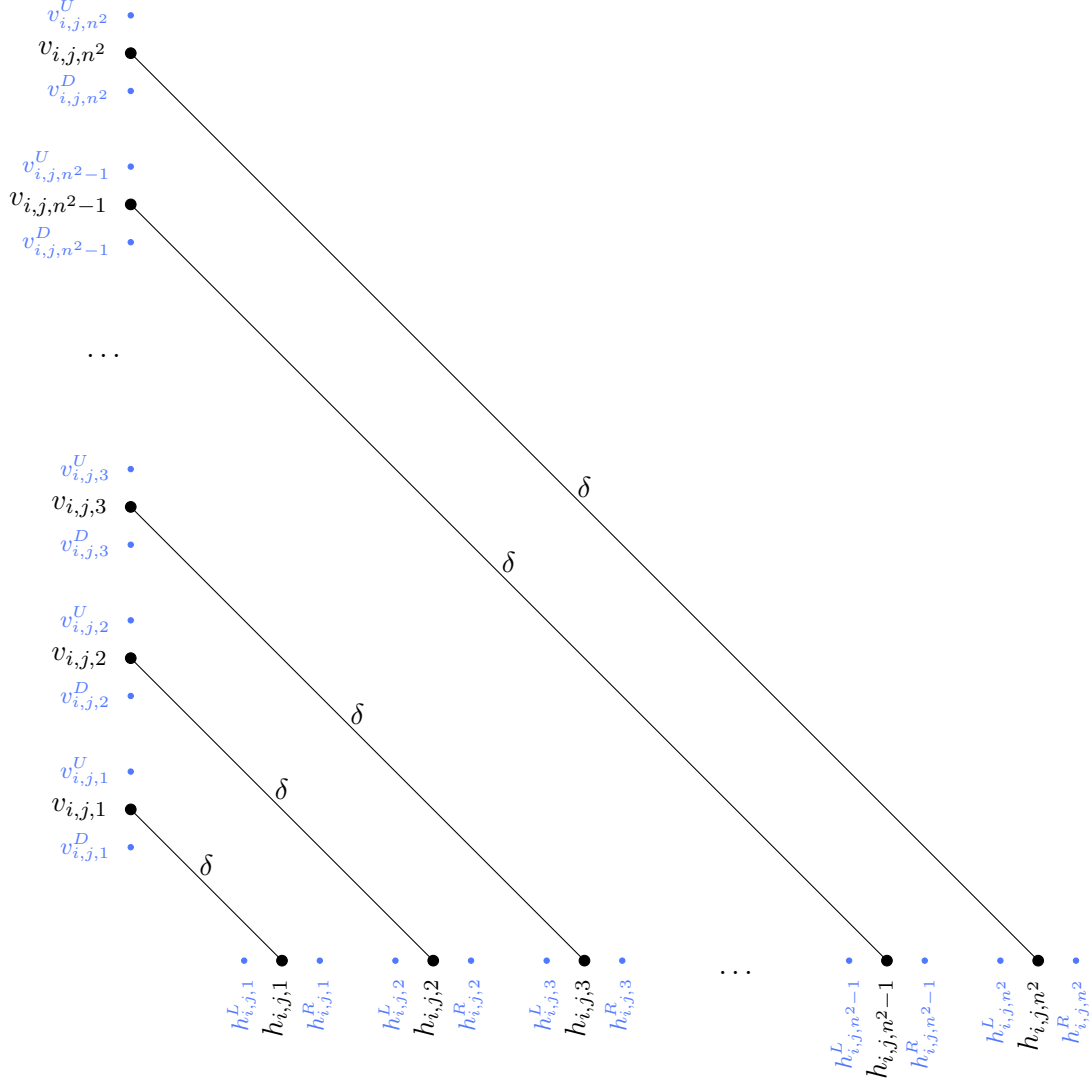 v^U_{i,j,n^2}
v_{i,j,n^2}
v^D_{i,j,n^2}
v^U_{i,j,n^2−1}
v_{i,j,n^2−1}
v^D_{i,j,n^2−1}
...
v^U_{i,j,3}
δ
v_{i,j,3}
v^D_{i,j,3}
δ
v^U_{i,j,2}
v_{i,j,2}
v^D_{i,j,2}
δ
v^U_{i,j,1}
δ
v_{i,j,1}
v^D_{i,j,1}
δ
...
h^L_{i,j,1}
h_{i,j,1}
h^R_{i,j,1}
h^L_{i,j,2}
h_{i,j,2}
h^R_{i,j,2}
h^L_{i,j,3}
h_{i,j,3}
h^R_{i,j,3}
h^L_{i,j,n^2−1}
h_{i,j,n^2−1}
h^R_{i,j,n^2−1}
h^L_{i,j,n^2}
h_{i,j,n^2}
h^R_{i,j,n^2}